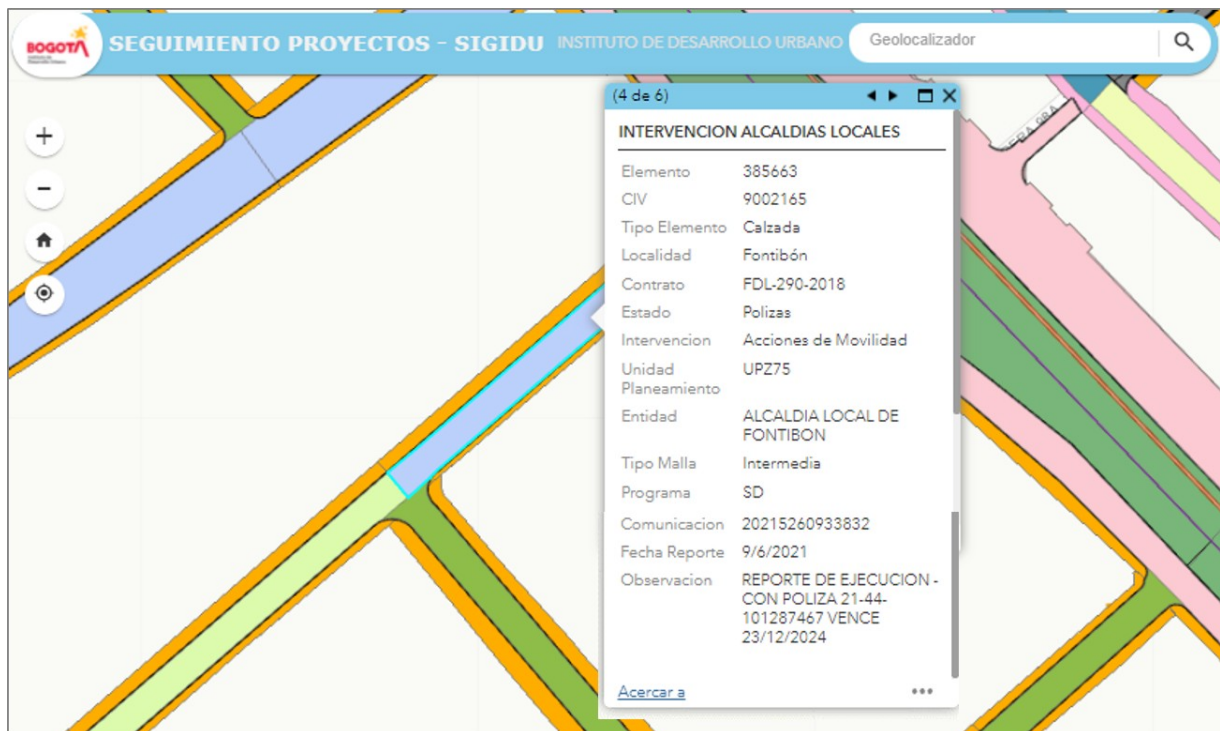 BOGOTÁ
SEGUIMIENTO PROYECTOS - SIGIDU INSTITUTO DE DESARROLLO URBANO
Geolocalizador
(4 de 6)
INTERVENCION ALCALDIAS LOCALES
Elemento 385663
CIV 9002165
Tipo Elemento Calzada
Localidad Fontibón
Contrato FDL-290-2018
Estado Polizas
Intervencion Acciones de Movilidad
Unidad Planeamiento UPZ75
Entidad ALCALDIA LOCAL DE
FONTIBON
Tipo Malla Intermedia
Programa SD
Comunicacion 20215260933832
Fecha Reporte 9/6/2021
Observacion REPORTE DE EJECUCION -
CON POLIZA 21-44-
101287467 VENCE
23/12/2024
Acercar a